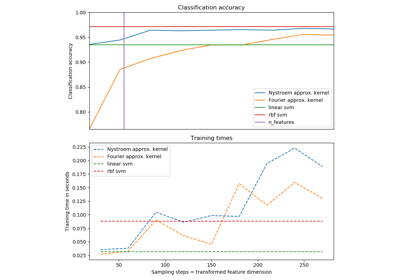 Classification accuracy
1.00
0.95
0.90
0.85
0.80
Classification accuracy
Nystroem approx. kernel
Fourier approx. kernel
linear svm
rbf svm
n_features
Training times
0.225
0.200
0.175
0.150
0.125
0.100
0.075
0.050
0.025
Training time in seconds
Nystroem approx. kernel
Fourier approx. kernel
linear svm
rbf svm
50
100
150
200
250
Sampling steps = transformed feature dimension